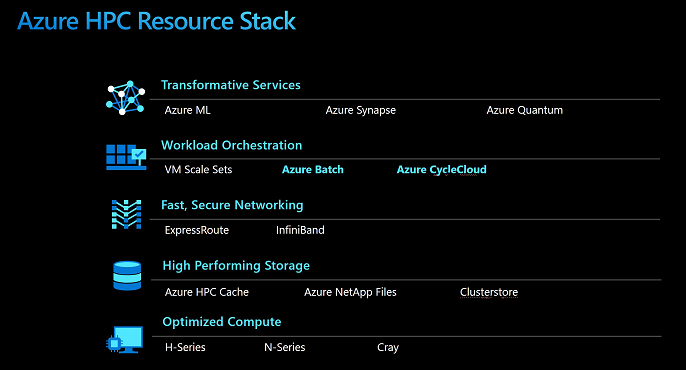 Azure HPC Resource Stack
Transformative Services
Azure ML Azure Synapse Azure Quantum
Workload Orchestration
VM Scale Sets Azure Batch Azure CycleCloud
Fast, Secure Networking
ExpressRoute InfiniBand
High Performing Storage
Azure HPC Cache Azure NetApp Files Clusterstore
Optimized Compute
H-Series N-Series Cray